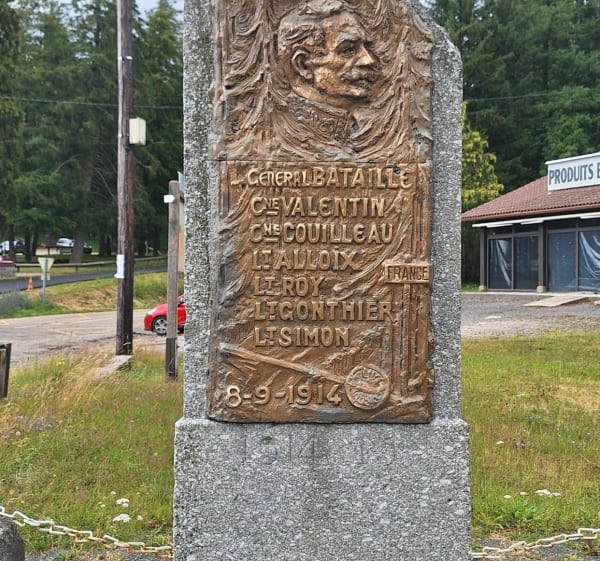 GÉNÉRAL BATAILLE
CNE VALENTIN
CNE COUILLEAU
LT ALLOIX
LT ROY
LT GONTHIER
LT SIMON
FRANCE
8-9-1914
PRODUITS